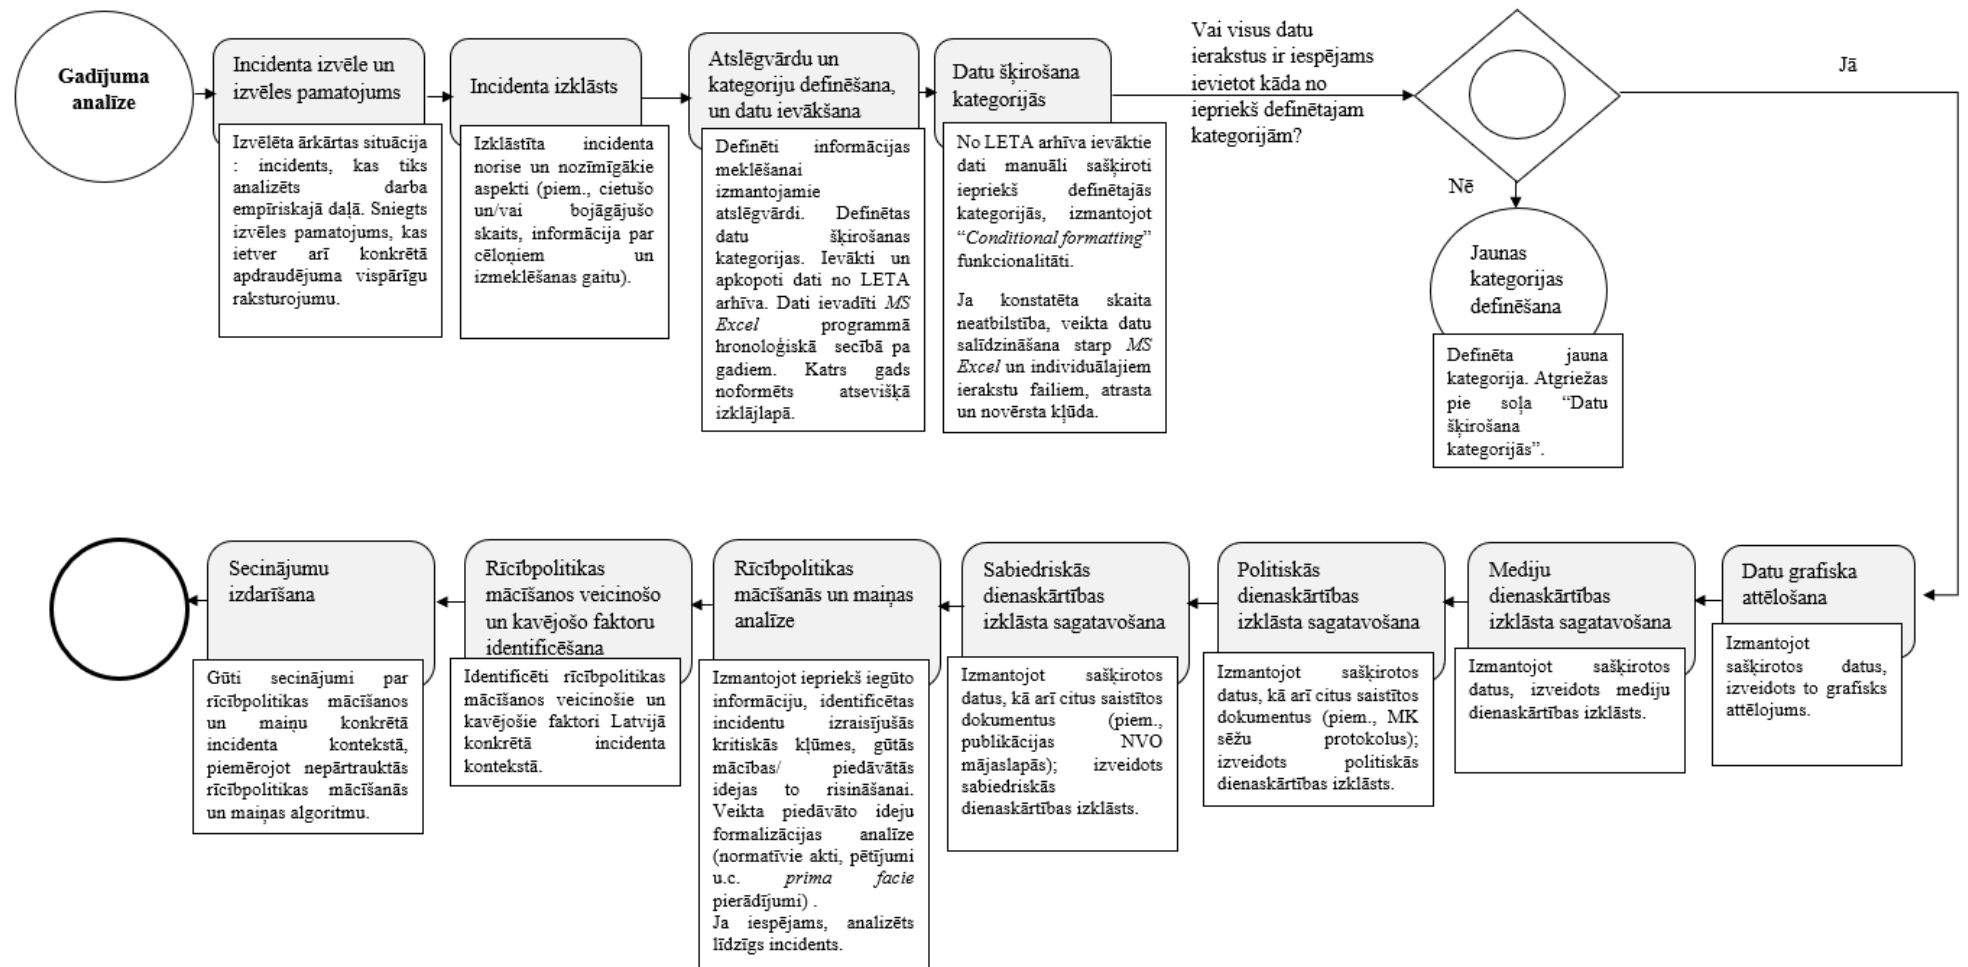 Gadījuma
analīze
Incidenta izvēle un
izvēles pamatojums
Izvēlēta ārkārtas situācija
: incidents, kas tiks
analizēts darba
empīriskajā daļā. Sniegts
izvēles pamatojums, kas
ietver arī konkrētā
apdraudējuma vispārīgu
raksturojumu.
Incidenta izklāsts
Izklāstīta incidenta
norise un nozīmīgākie
aspekti (piem., cietušo
un/vai bojāgājušo
skaits, informācija par
cēloņiem un
izmeklēšanas gaitu).
Atslēgvārdu un
kategoriju definēšana,
un datu ievākšana
Definēti informācijas
meklēšanai
izmantojamie
atslēgvārdi. Definētas
datu šķirošanas
kategorijas. Ievākti un
apkopoti dati no LETA
arhīva. Dati ievadīti MS
Excel programmā
hronoloģiskā secībā pa
gadiem. Katrs gads
noformēts atsevišķā
izklājlapā.
Datu šķirošana
kategorijās
No LETA arhīva ievāktie
dati manuāli sašķiroti
iepriekš definētajās
kategorijās, izmantojot
“Conditional formatting”
funkcionalitāti.
Ja konstatēta skaita
neatbilstība, veikta datu
salīdzināšana starp MS
Excel un individuālajiem
ierakstu failiem, atrasta
un novērsta kļūda.
Vai visus datu
ierakstus ir iespējams
ievietot kāda no
iepriekš definētajam
kategorijām?
Jā
Nē
Jaunas
kategorijas
definēšana
Definēta jauna
kategorija. Atgriežas
pie soļa “Datu
šķirošana
kategorijās”.
Datu grafiska
attēlošana
Izmantojot
sašķirotos datus,
izveidots to grafisks
attēlojums.
Mediju
dienaskārtības
izklāsta sagatavošana
Izmantojot sašķirotos
datus, izveidots mediju
dienaskārtības izklāsts.
Politiskās
dienaskārtības
izklāsta sagatavošana
Izmantojot sašķirotos
datus, kā arī citus saistītos
dokumentus (piem., MK
sēžu protokolus);
izveidots politiskās
dienaskārtības izklāsts.
Sabiedriskās
dienaskārtības
izklāsta sagatavošana
Izmantojot sašķirotos
datus, kā arī citus saistītos
dokumentus (piem.,
publikācijas NVO
mājaslapās); izveidots
sabiedriskās
dienaskārtības izklāsts.
Rīcībpolitikas
mācīšanās un maiņas
analīze
Izmantojot iepriekš iegūto
informāciju, identificētas
incidentu izraisījušās
kritiskās kļūmes, gūtās
mācības/ piedāvātās
idejas to risināšanai.
Veikta piedāvāto ideju
formalizācijas analīze
(normatīvie akti, pētījumi
u.c. prima facie
pierādījumi) .
Ja iespējams, analizēts
līdzīgs incidents.
Rīcībpolitikas
mācīšanos veicinošo
un kavējošo faktoru
identificēšana
Identificēti rīcībpolitikas
mācīšanos veicinošie un
kavējošie faktori Latvijā
konkrētā incidenta
kontekstā.
Secinājumu
izdarīšana
Gūti secinājumi par
rīcībpolitikas mācīšanos
un maiņu konkrētā
incidenta kontekstā,
piemērojot nepārtrauktās
rīcībpolitikas mācīšanās
un maiņas algoritmu.